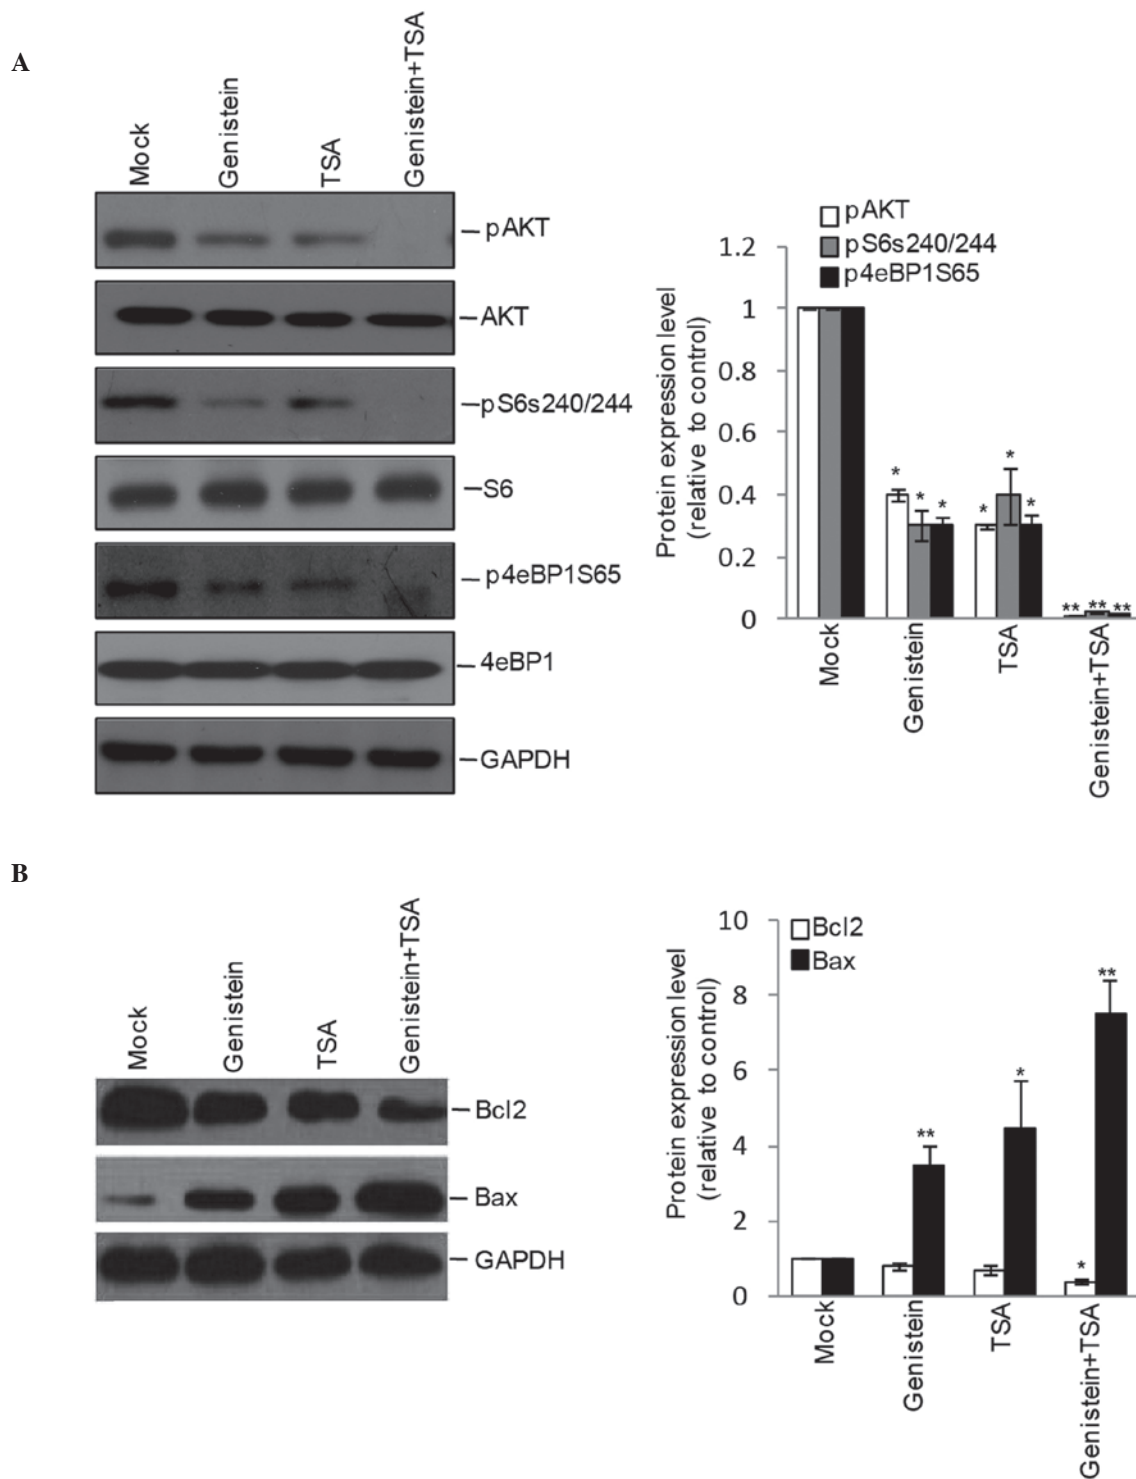 A
Mock
Genistein
TSA
Genistein+TSA
pAKT
AKT
pS6s240/244
S6
p4eBP1S65
4eBP1
GAPDH
pAKT
pS6s240/244
p4eBP1S65
Protein expression level
(relative to control)
1.2
1
0.8
0.6
0.4
0.2
0
*
*
*
*
*
*
**
**
**
Mock
Genistein
TSA
Genistein+TSA
B
Mock
Genistein
TSA
Genistein+TSA
Bcl2
Bax
GAPDH
Bcl2
Bax
Protein expression level
(relative to control)
10
8
6
4
2
0
**
*
*
**
Mock
Genistein
TSA
Genistein+TSA